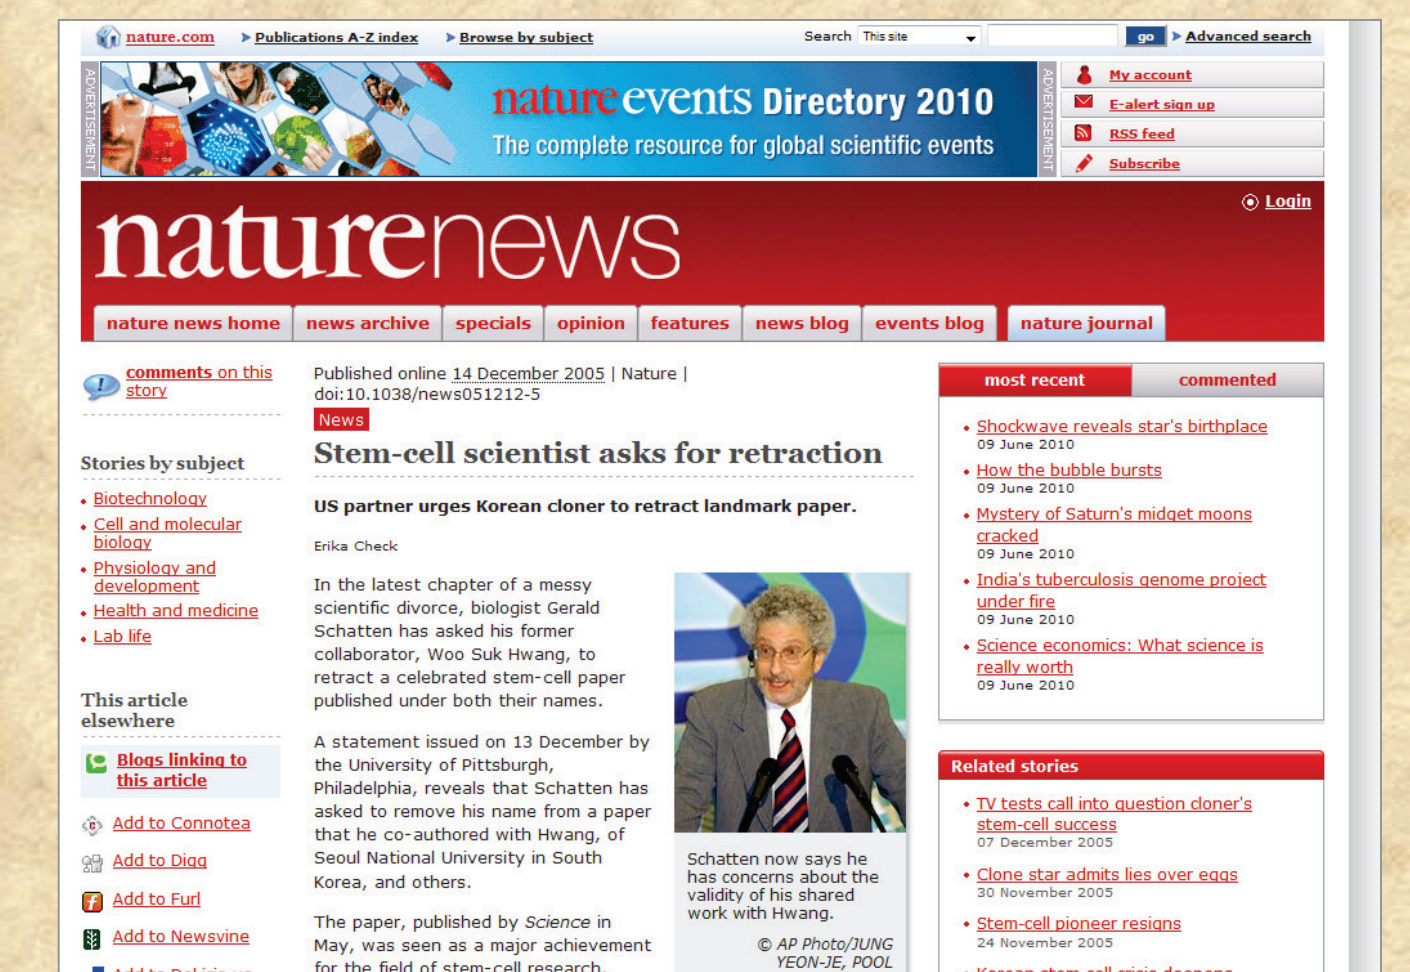 nature.com
Publications A-Z index
Browse by subject
Search
This site
go
Advanced search
ADVERTISEMENT
nature events Directory 2010
The complete resource for global scientific events
ADVERTISEMENT
My account
E-alert sign up
RSS feed
Subscribe
naturenews
Login
nature news home
news archive
specials
opinion
features
news blog
events blog
nature journal
comments on this
story
Stories by subject
Biotechnology
Cell and molecular
biology
Physiology and
development
Health and medicine
Lab life
This article
elsewhere
Blogs linking to
this article
Add to Connotea
Add to Digg
Add to Furl
Add to Newsvine
Published online 14 December 2005 | Nature |
doi:10.1038/news051212-5
News
Stem-cell scientist asks for retraction
US partner urges Korean cloner to retract landmark paper.
Erika Check
In the latest chapter of a messy
scientific divorce, biologist Gerald
Schatten has asked his former
collaborator, Woo Suk Hwang, to
retract a celebrated stem-cell paper
published under both their names.
A statement issued on 13 December by
the University of Pittsburgh,
Philadelphia, reveals that Schatten has
asked to remove his name from a paper
that he co-authored with Hwang, of
Seoul National University in South
Korea, and others.
The paper, published by Science in
May, was seen as a major achievement
for the field of stem-cell research.
Schatten now says he
has concerns about the
validity of his shared
work with Hwang.
© AP Photo/JUNG
YEON-JE, POOL
most recent
commented
Shockwave reveals star's birthplace
09 June 2010
How the bubble bursts
09 June 2010
Mystery of Saturn's midget moons
cracked
09 June 2010
India's tuberculosis genome project
under fire
09 June 2010
Science economics: What science is
really worth
09 June 2010
Related stories
TV tests call into question cloner's
stem-cell success
07 December 2005
Clone star admits lies over eggs
30 November 2005
Stem-cell pioneer resigns
24 November 2005